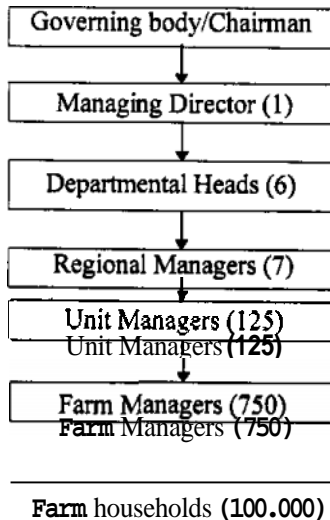 Governing body/Chairman
Managing Director (1)
Departmental Heads (6)
Regional Managers (7)
Unit Managers (125)
Unit Managers (125)
Farm Managers (750)
Farm Managers (750)
Farm households (100.000)